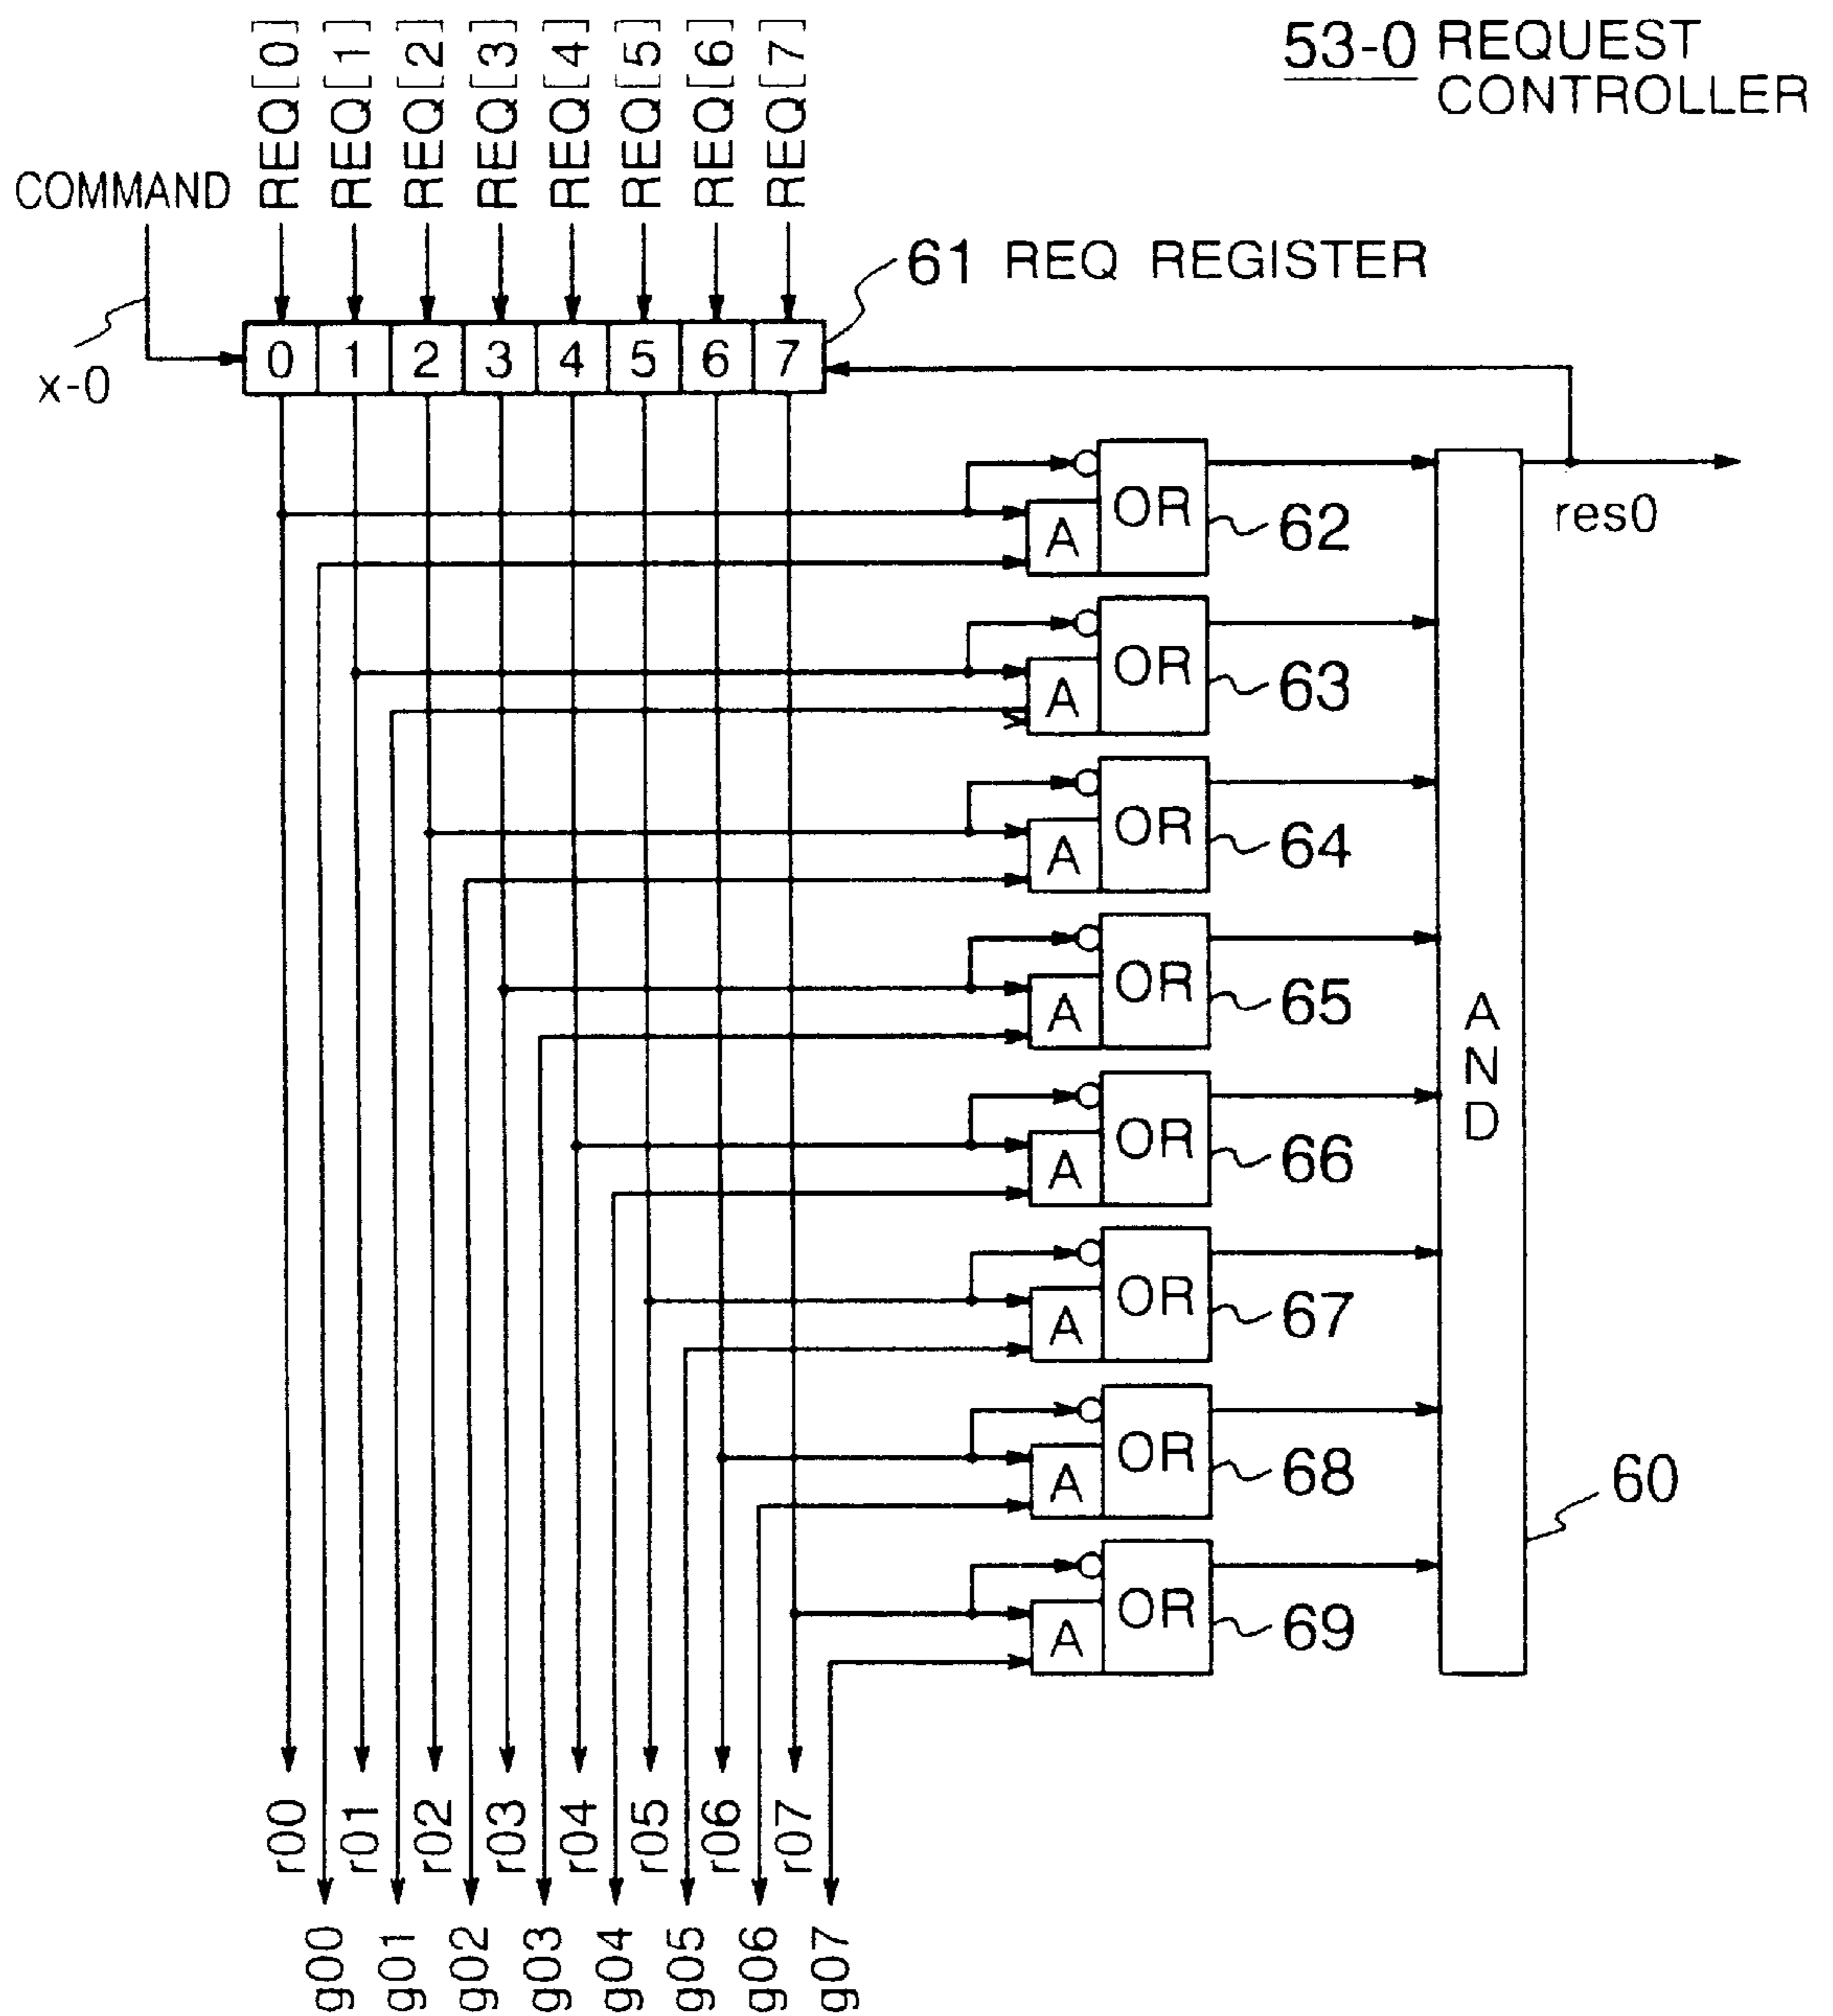 53-0 REQUEST
CONTROLLER
REQ[0]
REQ[1]
REQ[2]
REQ[3]
REQ[4]
REQ[5]
REQ[6]
REQ[7]
COMMAND
61 REQ REGISTER
x-0
0 1 2 3 4 5 6 7
res0
A OR 62
A OR 63
A OR 64
A OR 65
A OR 66
A OR 67
A OR 68
A OR 69
AND
60
r00
r01
r02
r03
r04
r05
r06
r07
g00
g01
g02
g03
g04
g05
g06
g07